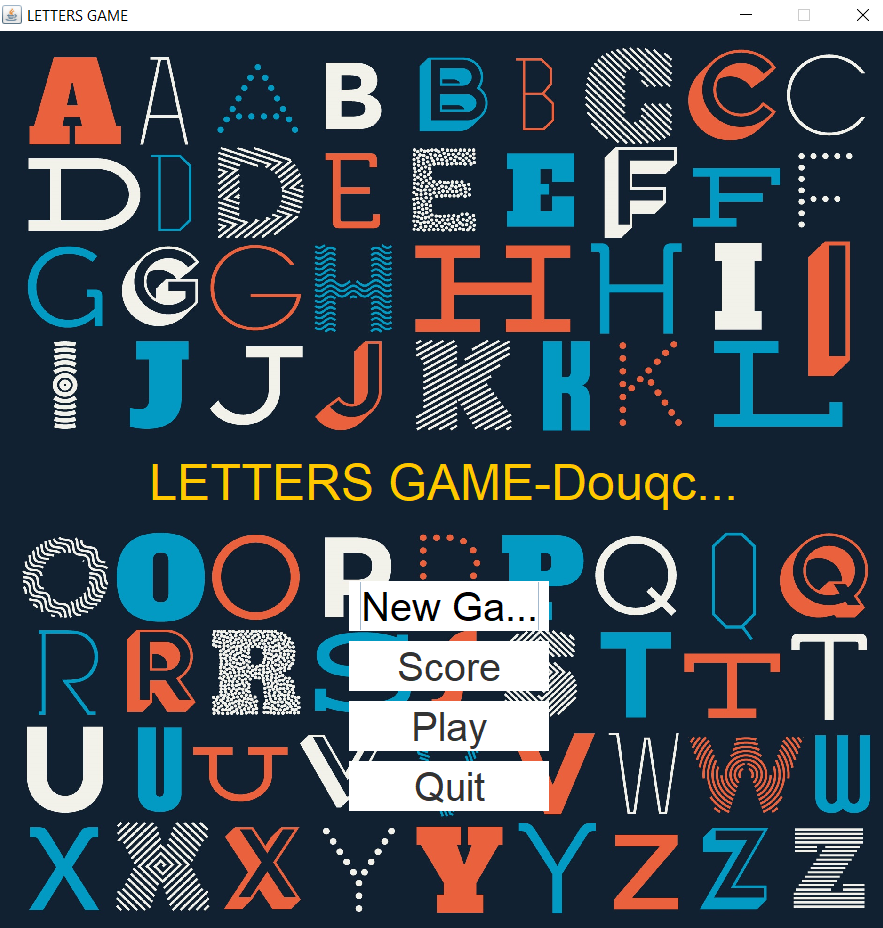 LETTERS GAME
A A A B B B C C C
D D D E E E F F F
G G G H H H I I
I J J J K K K L
LETTERS GAME-Douqc...
O O O P P P Q Q Q
New Ga...
R R R S S T T T
Score
Play
U U U V V W W W
Quit
X X X Y Y Y Z Z Z